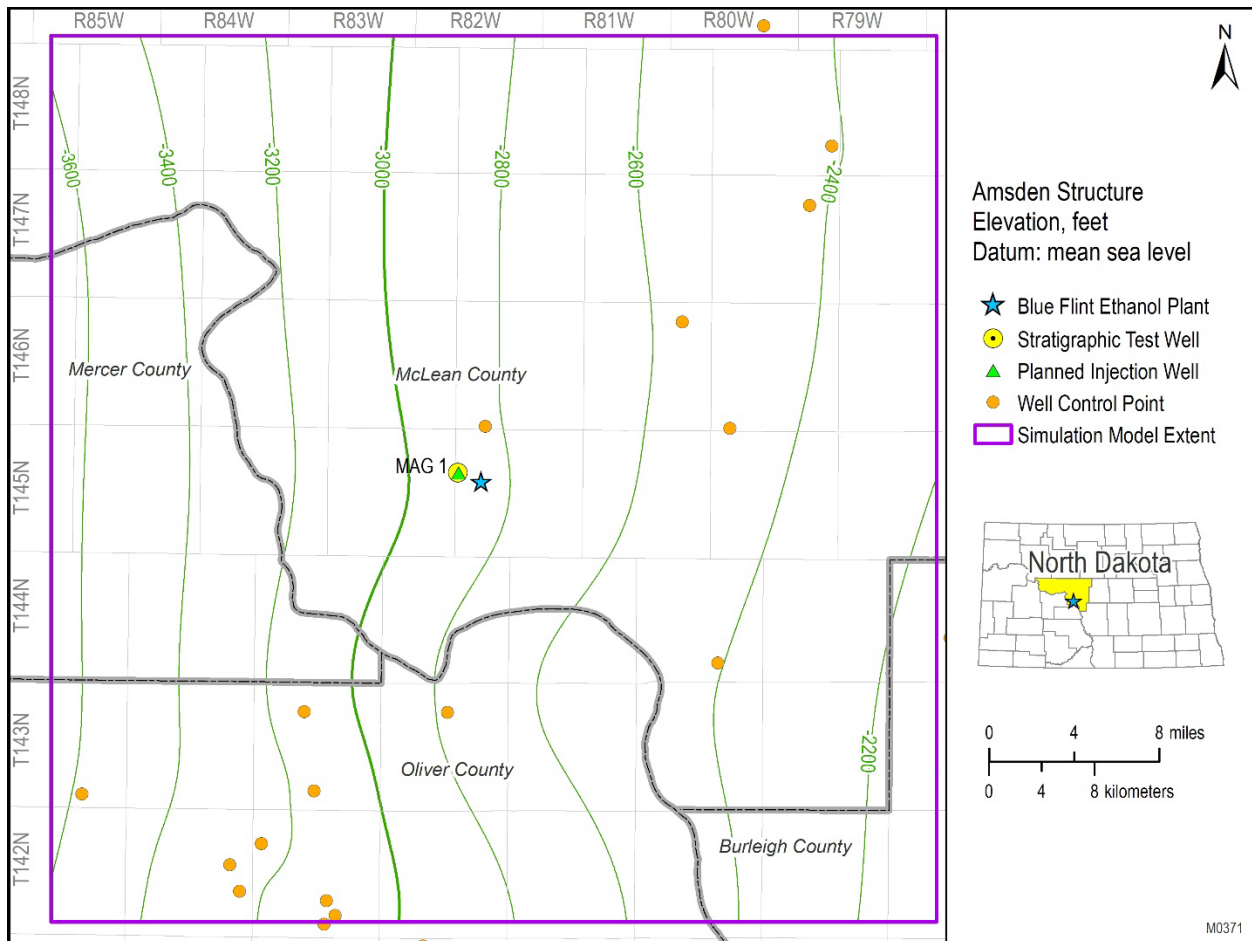 R85W
R84W
R83W
R82W
R81W
R80W
R79W
T148N
T147N
T146N
T145N
T144N
T143N
T142N
-3600
-3400
-3200
-3000
-2800
-2600
-2400
-2200
Mercer County
McLean County
MAG 1
Oliver County
Burleigh County
N
Amsden Structure
Elevation, feet
Datum: mean sea level
Blue Flint Ethanol Plant
Stratigraphic Test Well
Planned Injection Well
Well Control Point
Simulation Model Extent
North Dakota
0 4 8 miles
0 4 8 kilometers
M0371